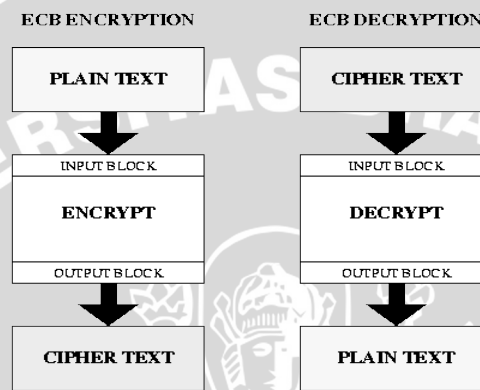 ECB ENCRYPTION
PLAIN TEXT
INPUT BLOCK
ENCRYPT
OUTPUT BLOCK
CIPHER TEXT
ECB DECRYPTION
CIPHER TEXT
INPUT BLOCK
DECRYPT
OUTPUT BLOCK
PLAIN TEXT